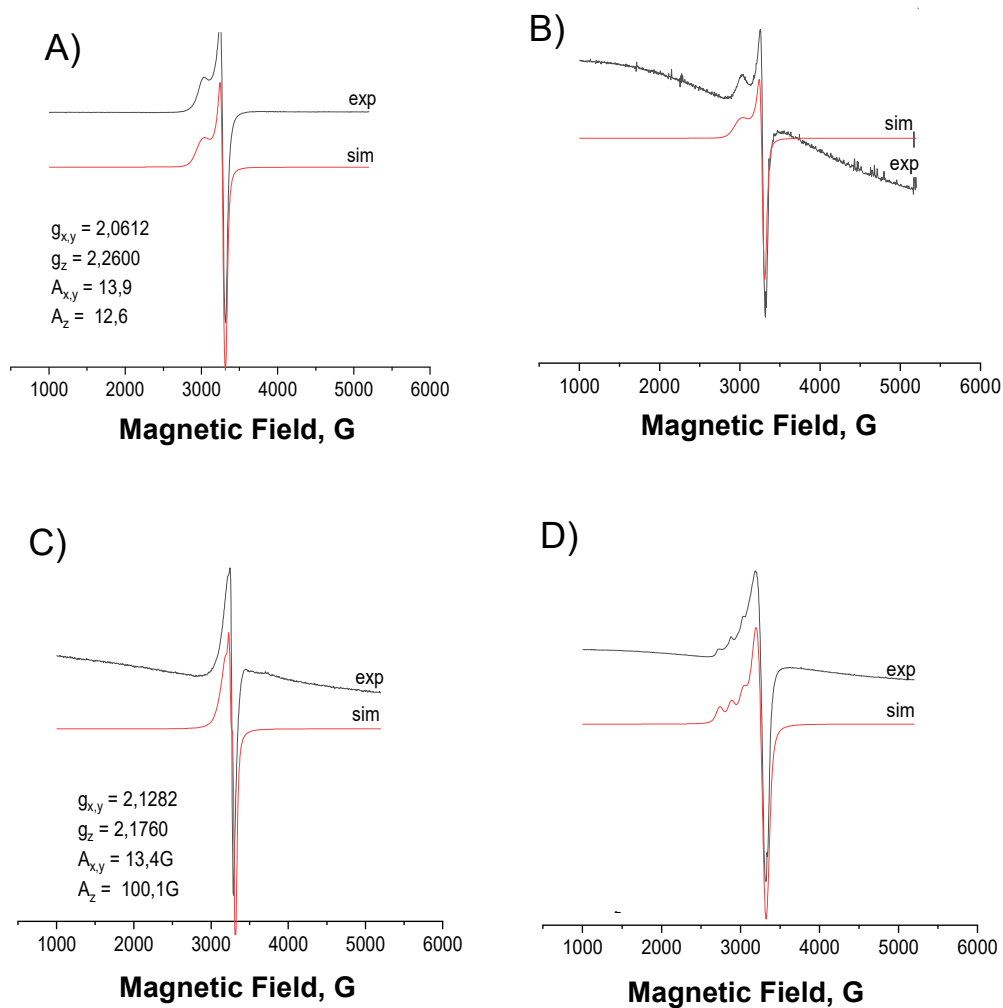 A)
exp
sim
g_x,y = 2,0612
g_z = 2,2600
A_x,y = 13,9
A_z = 12,6
1000 2000 3000 4000 5000 6000
Magnetic Field, G
B)
sim
exp
1000 2000 3000 4000 5000 6000
Magnetic Field, G
C)
exp
sim
g_x,y = 2,1282
g_z = 2,1760
A_x,y = 13,4G
A_z = 100,1G
1000 2000 3000 4000 5000 6000
Magnetic Field, G
D)
exp
sim
1000 2000 3000 4000 5000 6000
Magnetic Field, G